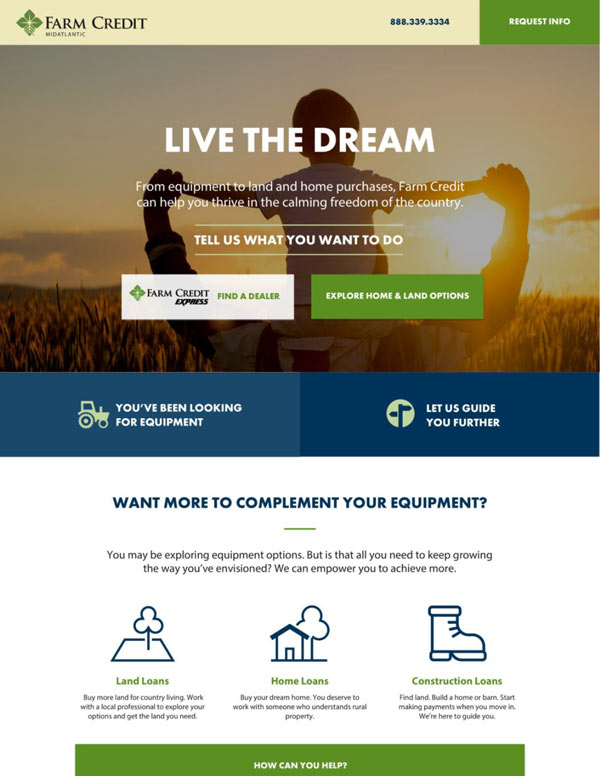 FARM CREDIT
MIDATLANTIC
888.339.3334
REQUEST INFO
LIVE THE DREAM
From equipment to land and home purchases, Farm Credit
can help you thrive in the calming freedom of the country.
TELL US WHAT YOU WANT TO DO
FARM CREDIT
EXPRESS
FIND A DEALER
EXPLORE HOME & LAND OPTIONS
YOU'VE BEEN LOOKING
FOR EQUIPMENT
LET US GUIDE
YOU FURTHER
WANT MORE TO COMPLEMENT YOUR EQUIPMENT?
You may be exploring equipment options. But is that all you need to keep growing
the way you've envisioned? We can empower you to achieve more.
Land Loans
Buy more land for country living. Work
with a local professional to explore your
options and get the land you need.
Home Loans
Buy your dream home. You deserve to
work with someone who understands rural
property.
Construction Loans
Find land. Build a home or barn. Start
making payments when you move in.
We're here to guide you.
HOW CAN YOU HELP?